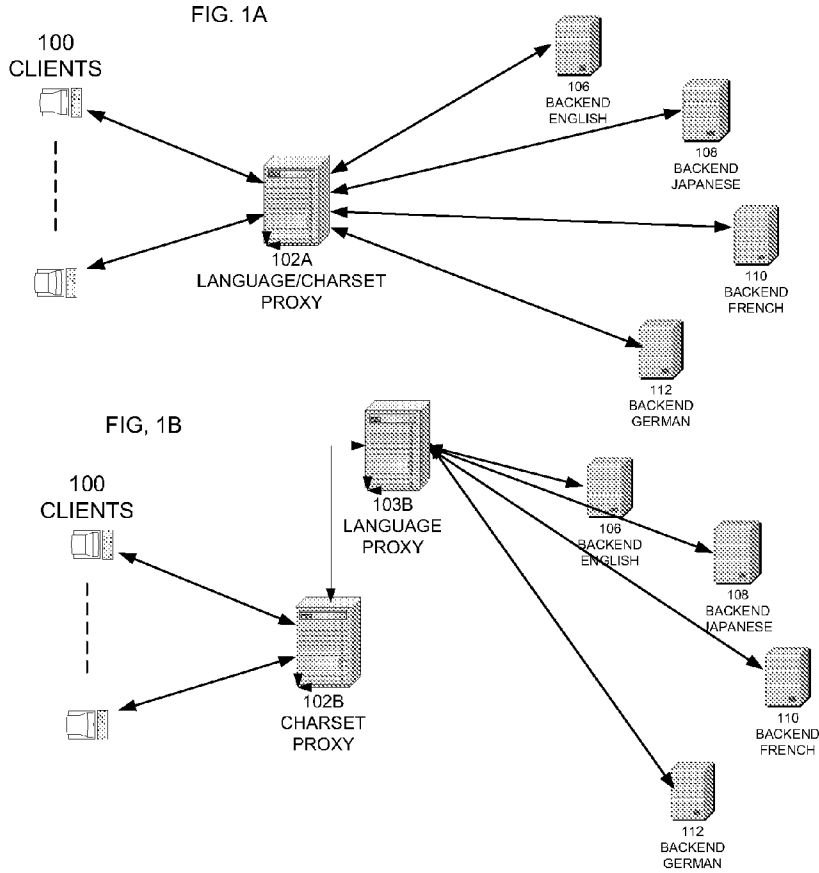 FIG. 1A
100
CLIENTS
106
BACKEND
ENGLISH
108
BACKEND
JAPANESE
102A
LANGUAGE/CHARSET
PROXY
110
BACKEND
FRENCH
112
BACKEND
GERMAN
FIG, 1B
100
CLIENTS
103B
LANGUAGE
PROXY
106
BACKEND
ENGLISH
108
BACKEND
JAPANESE
102B
CHARSET
PROXY
110
BACKEND
FRENCH
112
BACKEND
GERMAN